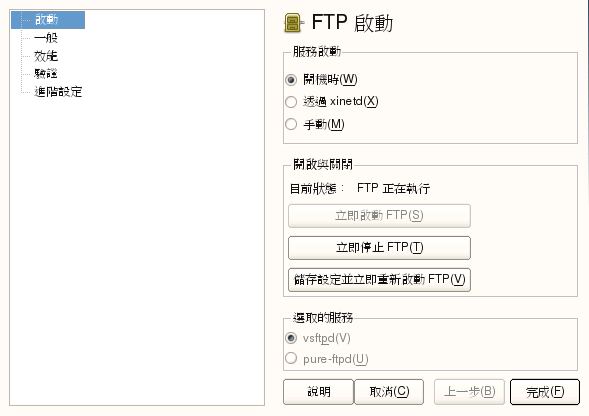 啟動
一般
效能
驗證
進階設定
FTP 啟動
服務啟動
開機時(W)
透過 xinetd(X)
手動(M)
開啟與關閉
目前狀態： FTP 正在執行
立即啟動 FTP(S)
立即停止 FTP(T)
儲存設定並立即重新啟動 FTP(V)
選取的服務
vsftpd(V)
pure-ftpd(U)
說明 取消(C) 上一步(B) 完成(F)